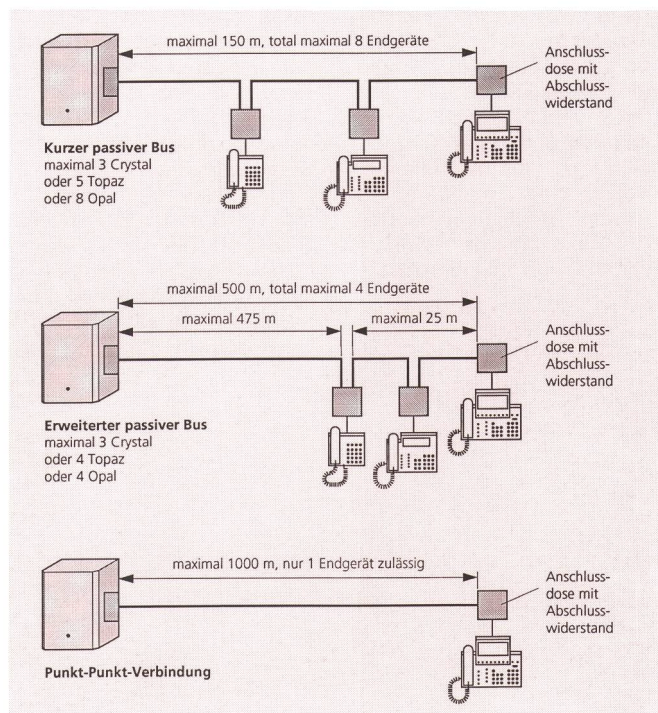 maximal 150 m, total maximal 8 Endgeräte
Anschluss-
dose mit
Abschluss-
widerstand
Kurzer passiver Bus
maximal 3 Crystal
oder 5 Topaz
oder 8 Opal
maximal 500 m, total maximal 4 Endgeräte
maximal 475 m
maximal 25 m
Anschluss-
dose mit
Abschluss-
widerstand
Erweiterter passiver Bus
maximal 3 Crystal
oder 4 Topaz
oder 4 Opal
maximal 1000 m, nur 1 Endgerät zulässig
Anschluss-
dose mit
Abschluss-
widerstand
Punkt-Punkt-Verbindung